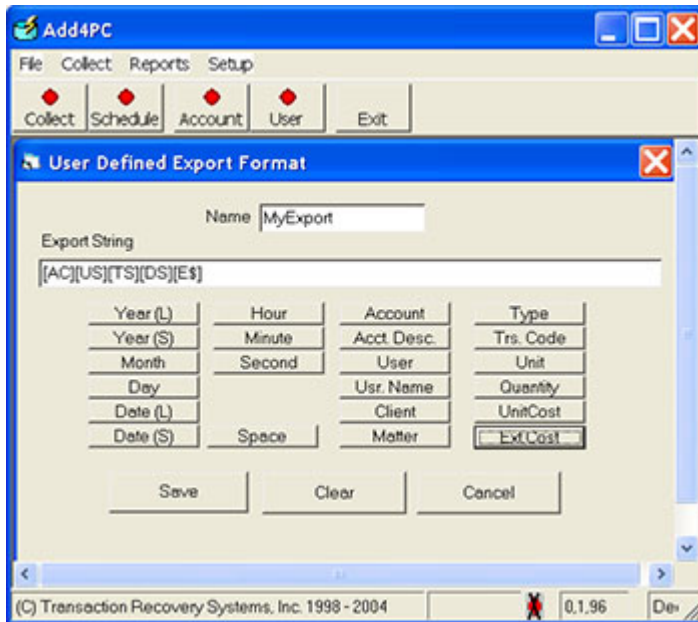 Add4PC
File Collect Reports Setup
Collect Schedule Account User Exit
User Defined Export Format
Name MyExport
Export String
[AC][US][TS][DS][E$]
Year (L) Hour Account Type
Year (S) Minute Acct. Desc. Trs. Code
Month Second User Unit
Day Usr. Name Quantity
Date (L) Client UnitCost
Date (S) Space Matter Ext.Cost
Save Clear Cancel
(C) Transaction Recovery Systems, Inc. 1998 - 2004 0,1,96 De